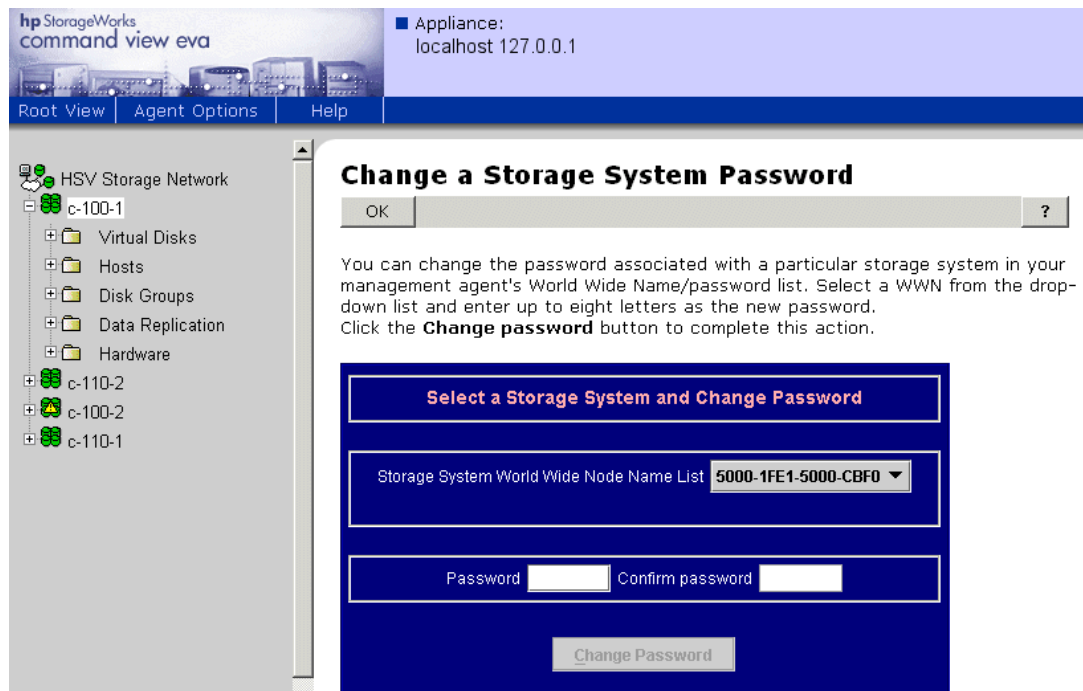 hp StorageWorks
command view eva
Appliance:
localhost 127.0.0.1
Root View Agent Options Help
HSV Storage Network
c-100-1
Virtual Disks
Hosts
Disk Groups
Data Replication
Hardware
c-110-2
c-100-2
c-110-1
Change a Storage System Password
OK ?
You can change the password associated with a particular storage system in your
management agent's World Wide Name/password list. Select a WWN from the drop-
down list and enter up to eight letters as the new password.
Click the Change password button to complete this action.
Select a Storage System and Change Password
Storage System World Wide Node Name List 5000-1FE1-5000-CBF0
Password Confirm password
Change Password